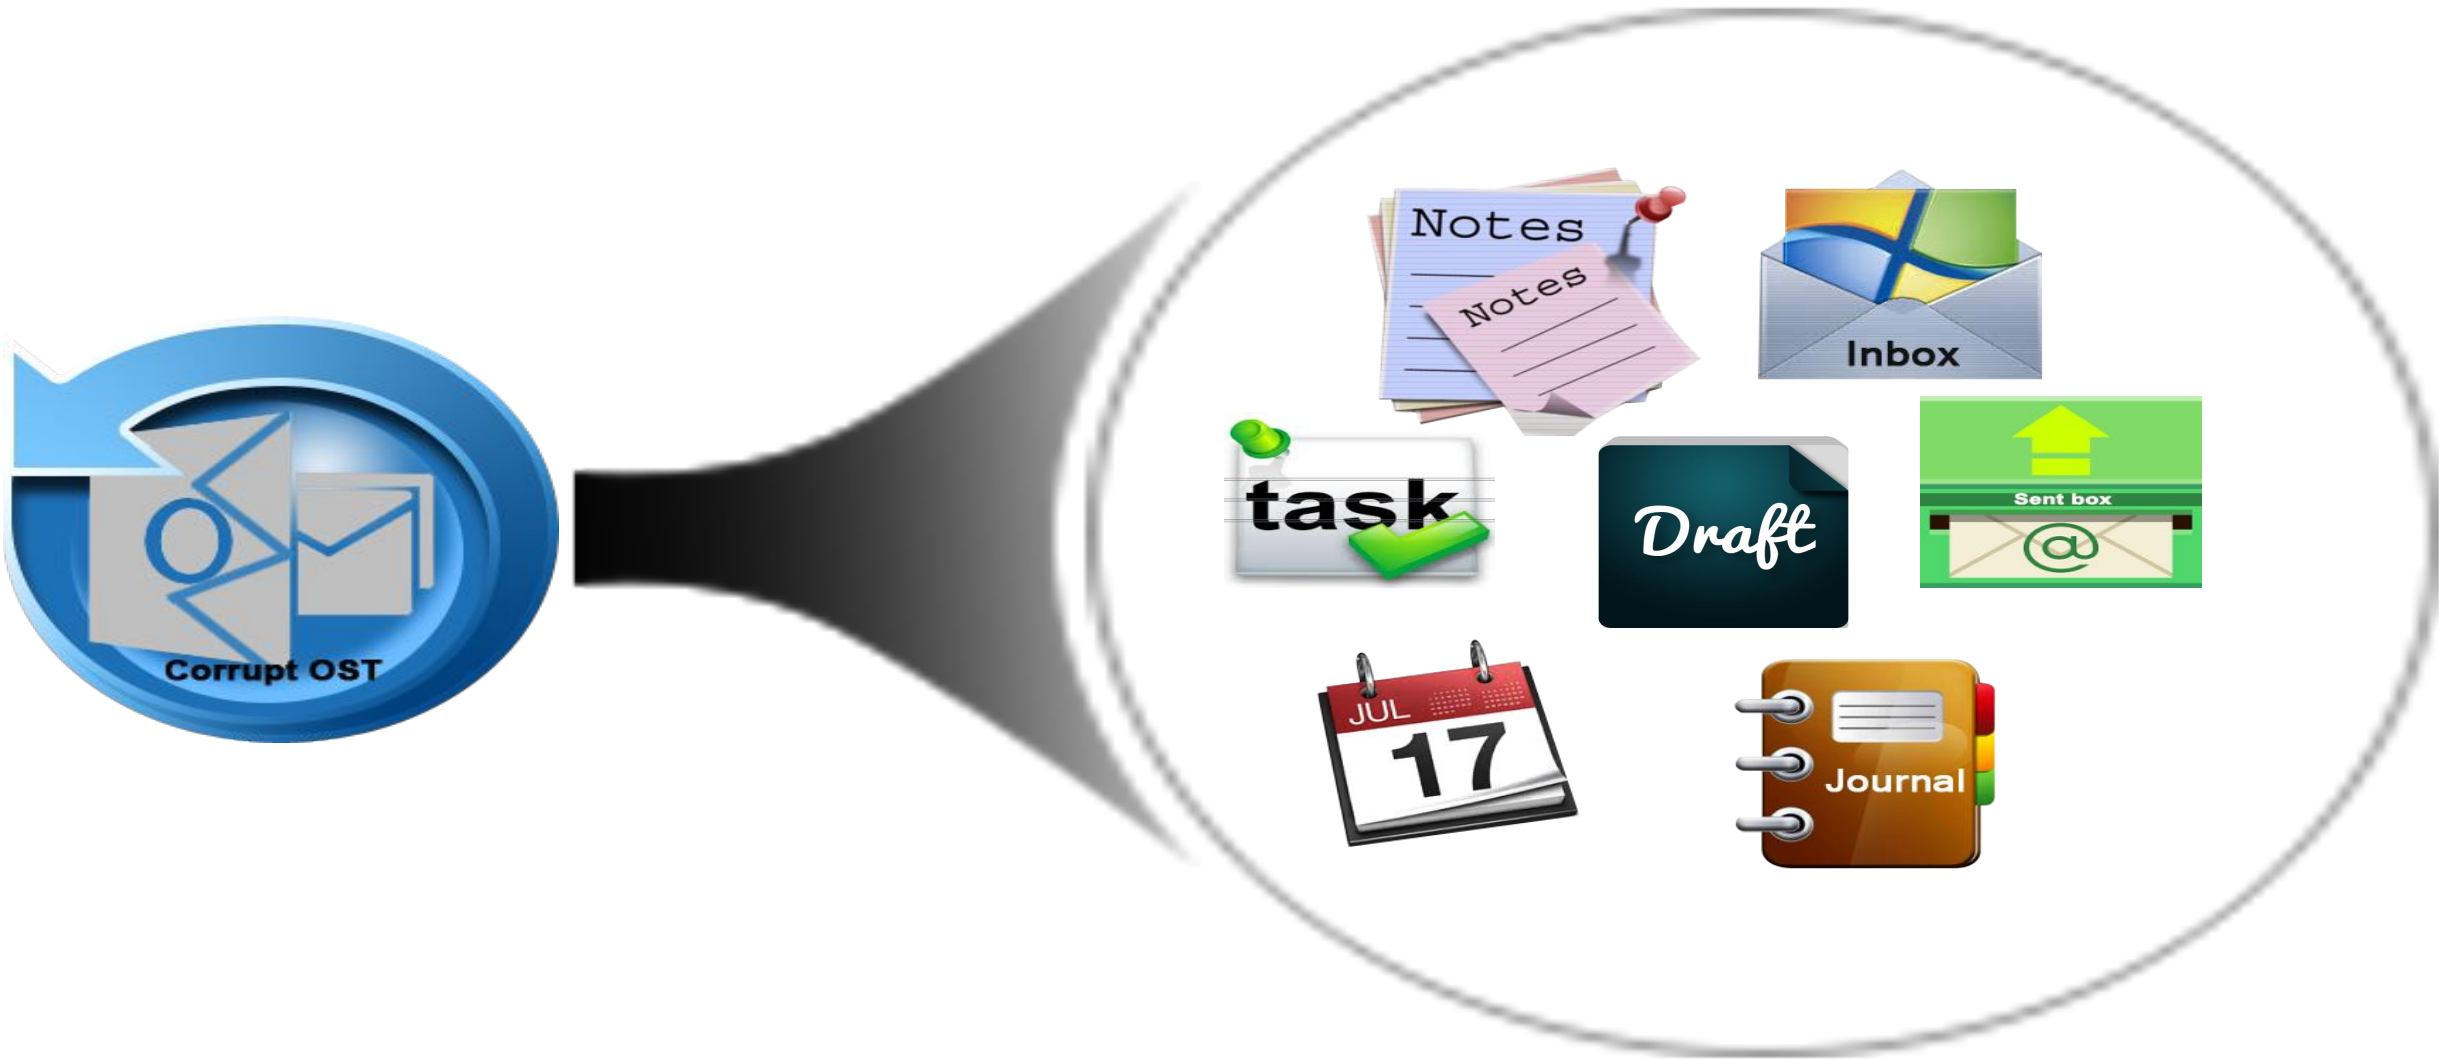 Notes
Notes
Inbox
task
Draft
Sent box
@
Corrupt OST
JUL
17
Journal